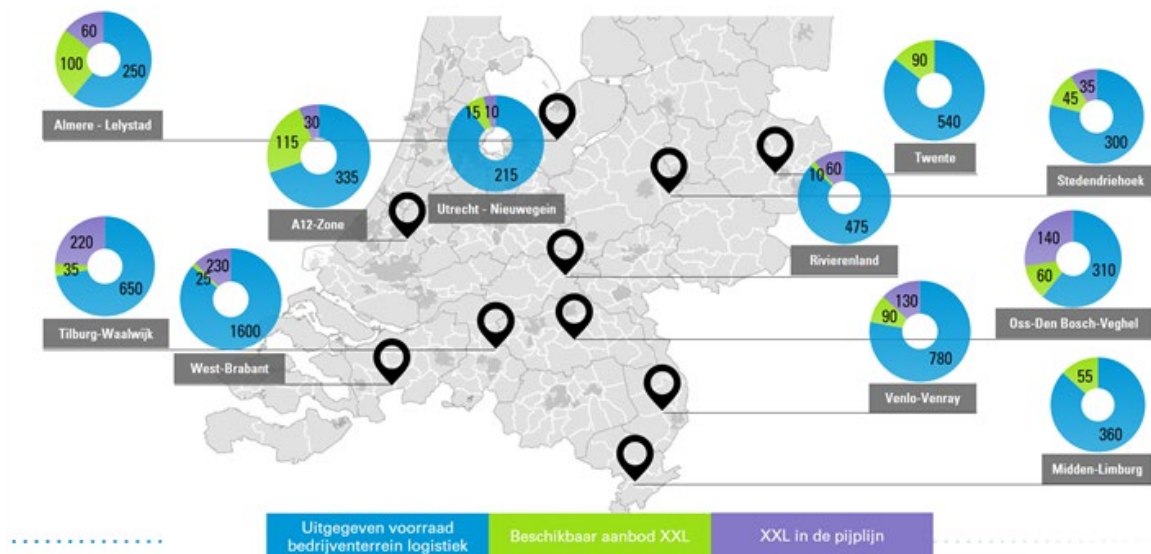 60
100
250
Almere - Lelystad
30
115
335
A12-Zone
15 10
215
Utrecht - Nieuwegein
90
540
Twente
35
45
300
Stedendriehoek
60
10
475
Rivierenland
220
35
650
Tilburg-Waalwijk
230
25
1600
West-Brabant
140
60
310
Oss-Den Bosch-Veghel
130
90
780
Venlo-Venray
55
360
Midden-Limburg
Uitgegeven voorraad
bedrijventerrein logistiek
Beschikbaar aanbod XXL
XXL in de pijplijn